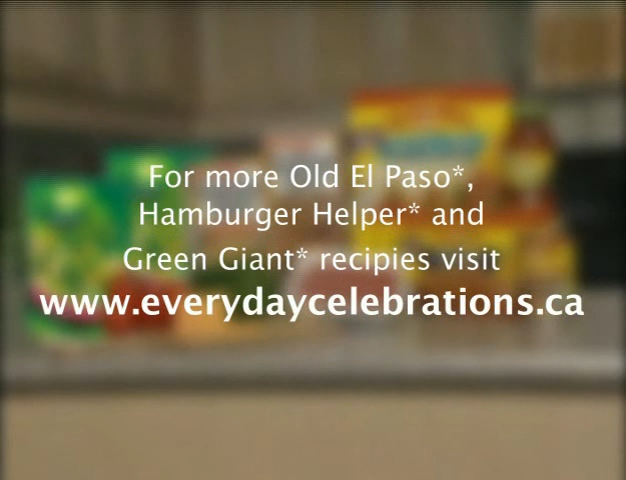 For more Old El Paso*,
Hamburger Helper* and
Green Giant* recipies visit
www.everydaycelebrations.ca